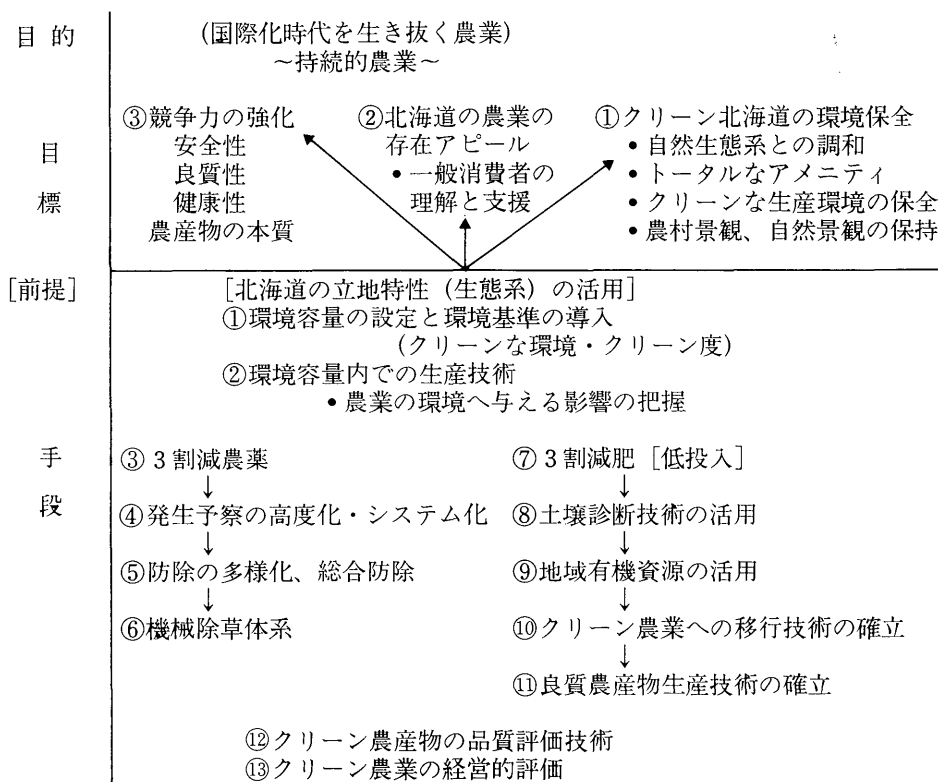 目 的
(国際化時代を生き抜く農業)
～持続的農業～
目
標
③競争力の強化
安全性
良質性
健康性
農産物の本質
②北海道の農業の
存在アピール
• 一般消費者の
理解と支援
①クリーン北海道の環境保全
• 自然生態系との調和
• トータルなアメニティ
• クリーンな生産環境の保全
• 農村景観、自然景観の保持
[前提]
[北海道の立地特性（生態系）の活用]
①環境容量の設定と環境基準の導入
(クリーンな環境・クリーン度)
②環境容量内での生産技術
• 農業の環境へ与える影響の把握
手
段
③３割減農薬
↓
④発生予察の高度化・システム化
↓
⑤防除の多様化、総合防除
↓
⑥機械除草体系
⑦３割減肥［低投入］
↓
⑧土壌診断技術の活用
↓
⑨地域有機資源の活用
↓
⑩クリーン農業への移行技術の確立
↓
⑪良質農産物生産技術の確立
⑫クリーン農産物の品質評価技術
⑬クリーン農業の経営的評価